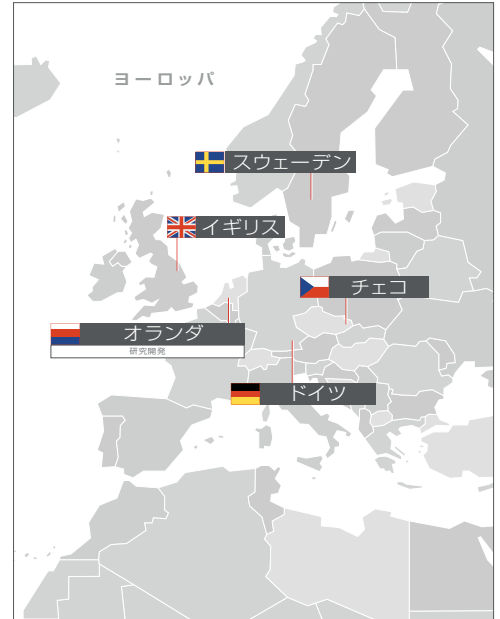 ヨーロッパ
スウェーデン
イギリス
チェコ
オランダ
研究開発
ドイツ